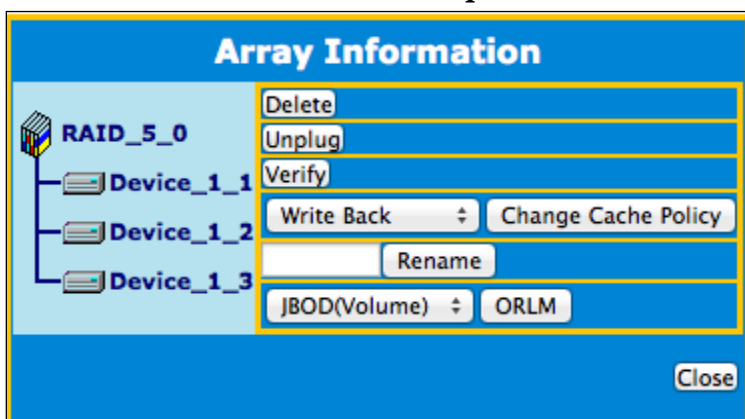 Array Information
RAID_5_0
Device_1_1
Device_1_2
Device_1_3
Delete
Unplug
Verify
Write Back Change Cache Policy
Rename
JBOD(Volume) ORLM
Close